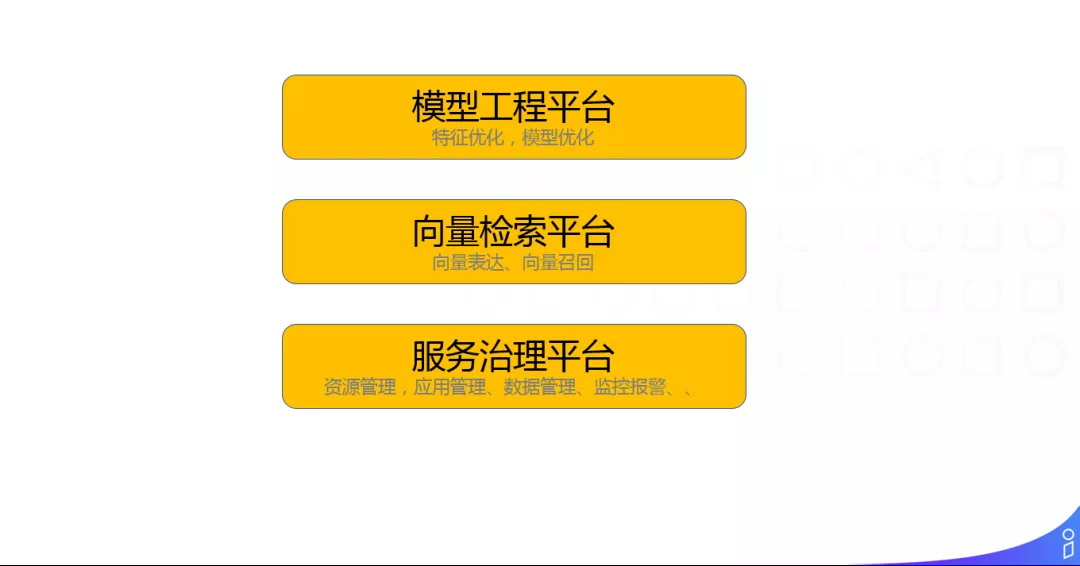 模型工程平台
特征优化，模型优化
向量检索平台
向量表达、向量召回
服务治理平台
资源管理，应用管理、数据管理、监控报警、、